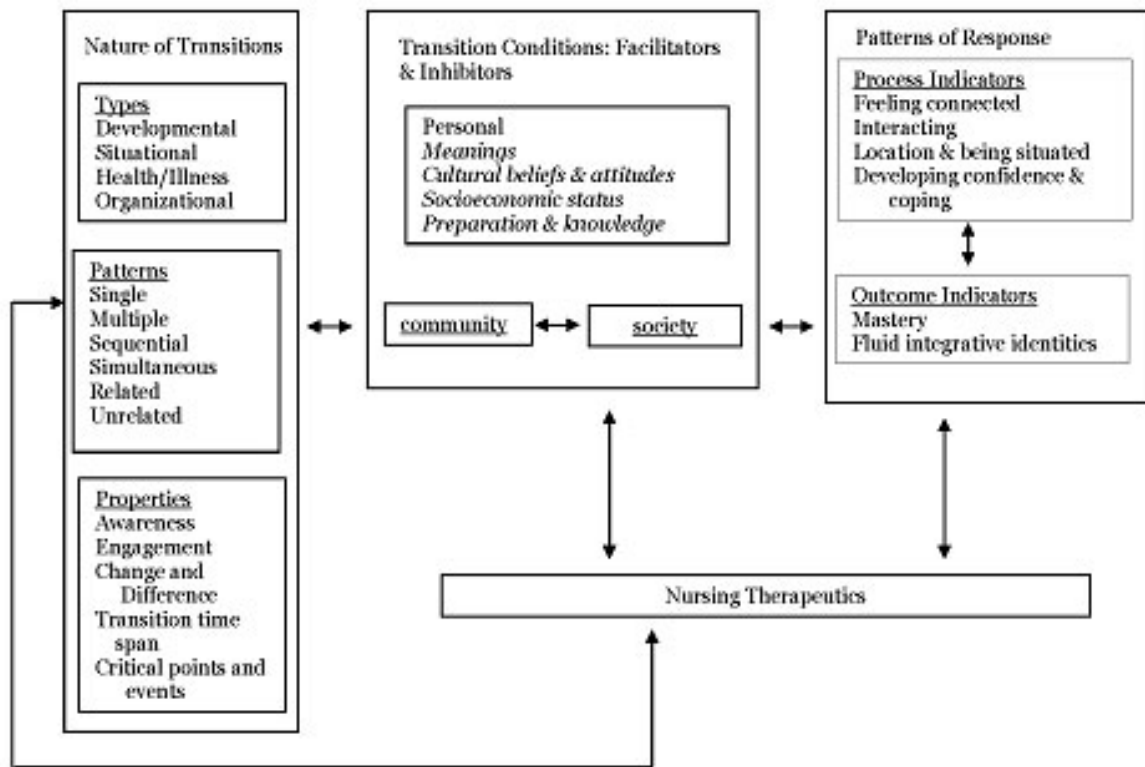 Nature of Transitions
Types
Developmental
Situational
Health/Illness
Organizational
Patterns
Single
Multiple
Sequential
Simultaneous
Related
Unrelated
Properties
Awareness
Engagement
Change and
Difference
Transition time
span
Critical points and
events
Transition Conditions: Facilitators
& Inhibitors
Personal
Meanings
Cultural beliefs & attitudes
Socioeconomic status
Preparation & knowledge
community
society
Patterns of Response
Process Indicators
Feeling connected
Interacting
Location & being situated
Developing confidence &
coping
Outcome Indicators
Mastery
Fluid integrative identities
Nursing Therapeutics